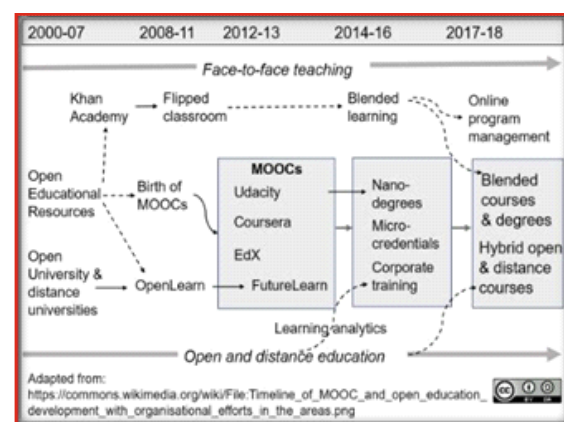 2000-07 2008-11 2012-13 2014-16 2017-18
Face-to-face teaching
Khan
Academy
Flipped
classroom
Blended
learning
Online
program
management
Open
Educational
Resources
Birth of
MOOCs
MOOCs
Udacity
Coursera
EdX
FutureLearn
Nano-
degrees
Micro-
credentials
Corporate
training
Blended
courses
& degrees
Hybrid open
& distance
courses
Open
University &
distance
universities
OpenLearn
Learning analytics
Open and distance education
Adapted from:
https://commons.wikimedia.org/wiki/File:Timeline_of_MOOC_and_open_education_
development_with_organisational_efforts_in_the_areas.png
cc
BY SA